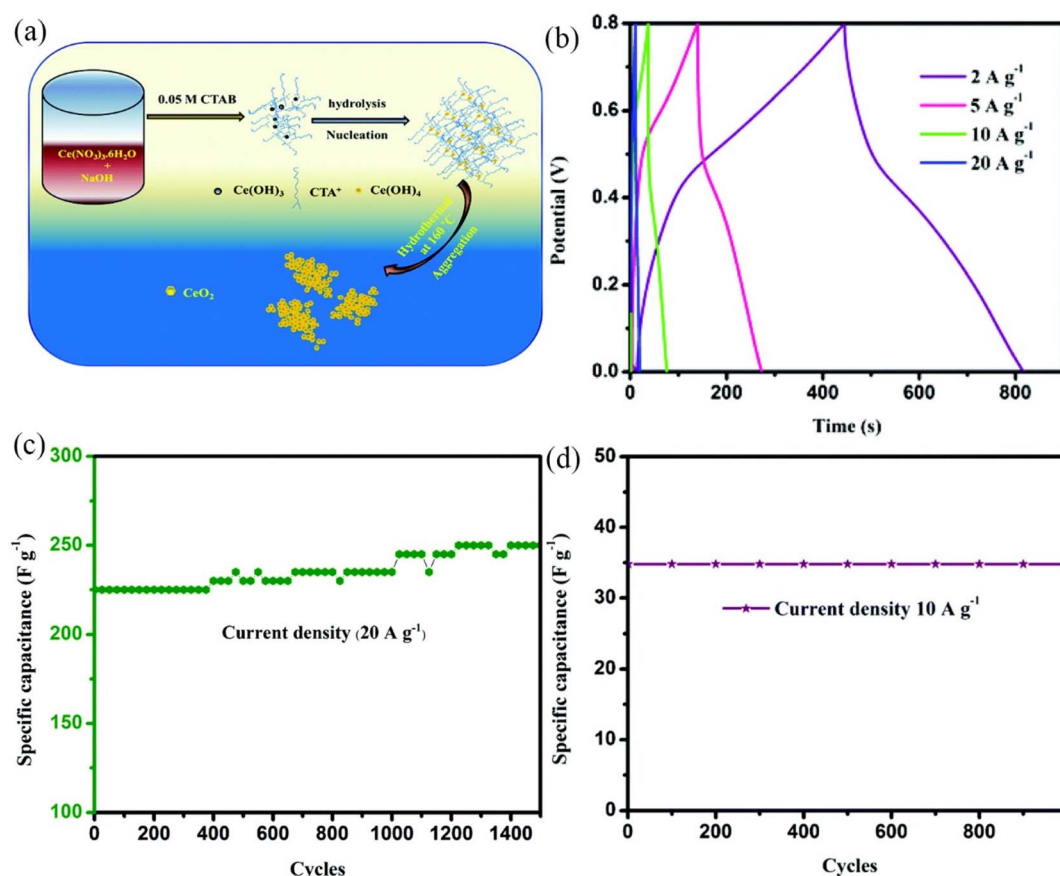 (a)
0.05 M CTAB
hydrolysis
Nucleation
Ce(NO₃)₃.6H₂O
+
NaOH
Ce(OH)₃
CTA⁺
Ce(OH)₄
Hydrothermal
at 160 °C
Aggregation
CeO₂
(b)
0.8
0.6
0.4
0.2
0.0
Potential (V)
2 A g⁻¹
5 A g⁻¹
10 A g⁻¹
20 A g⁻¹
0 200 400 600 800
Time (s)
(c)
300
250
200
150
100
Specific capacitance (F g⁻¹)
Current density (20 A g⁻¹)
0 200 400 600 800 1000 1200 1400
Cycles
(d)
50
40
30
20
10
0
Specific capacitance (F g⁻¹)
Current density 10 A g⁻¹
0 200 400 600 800
Cycles